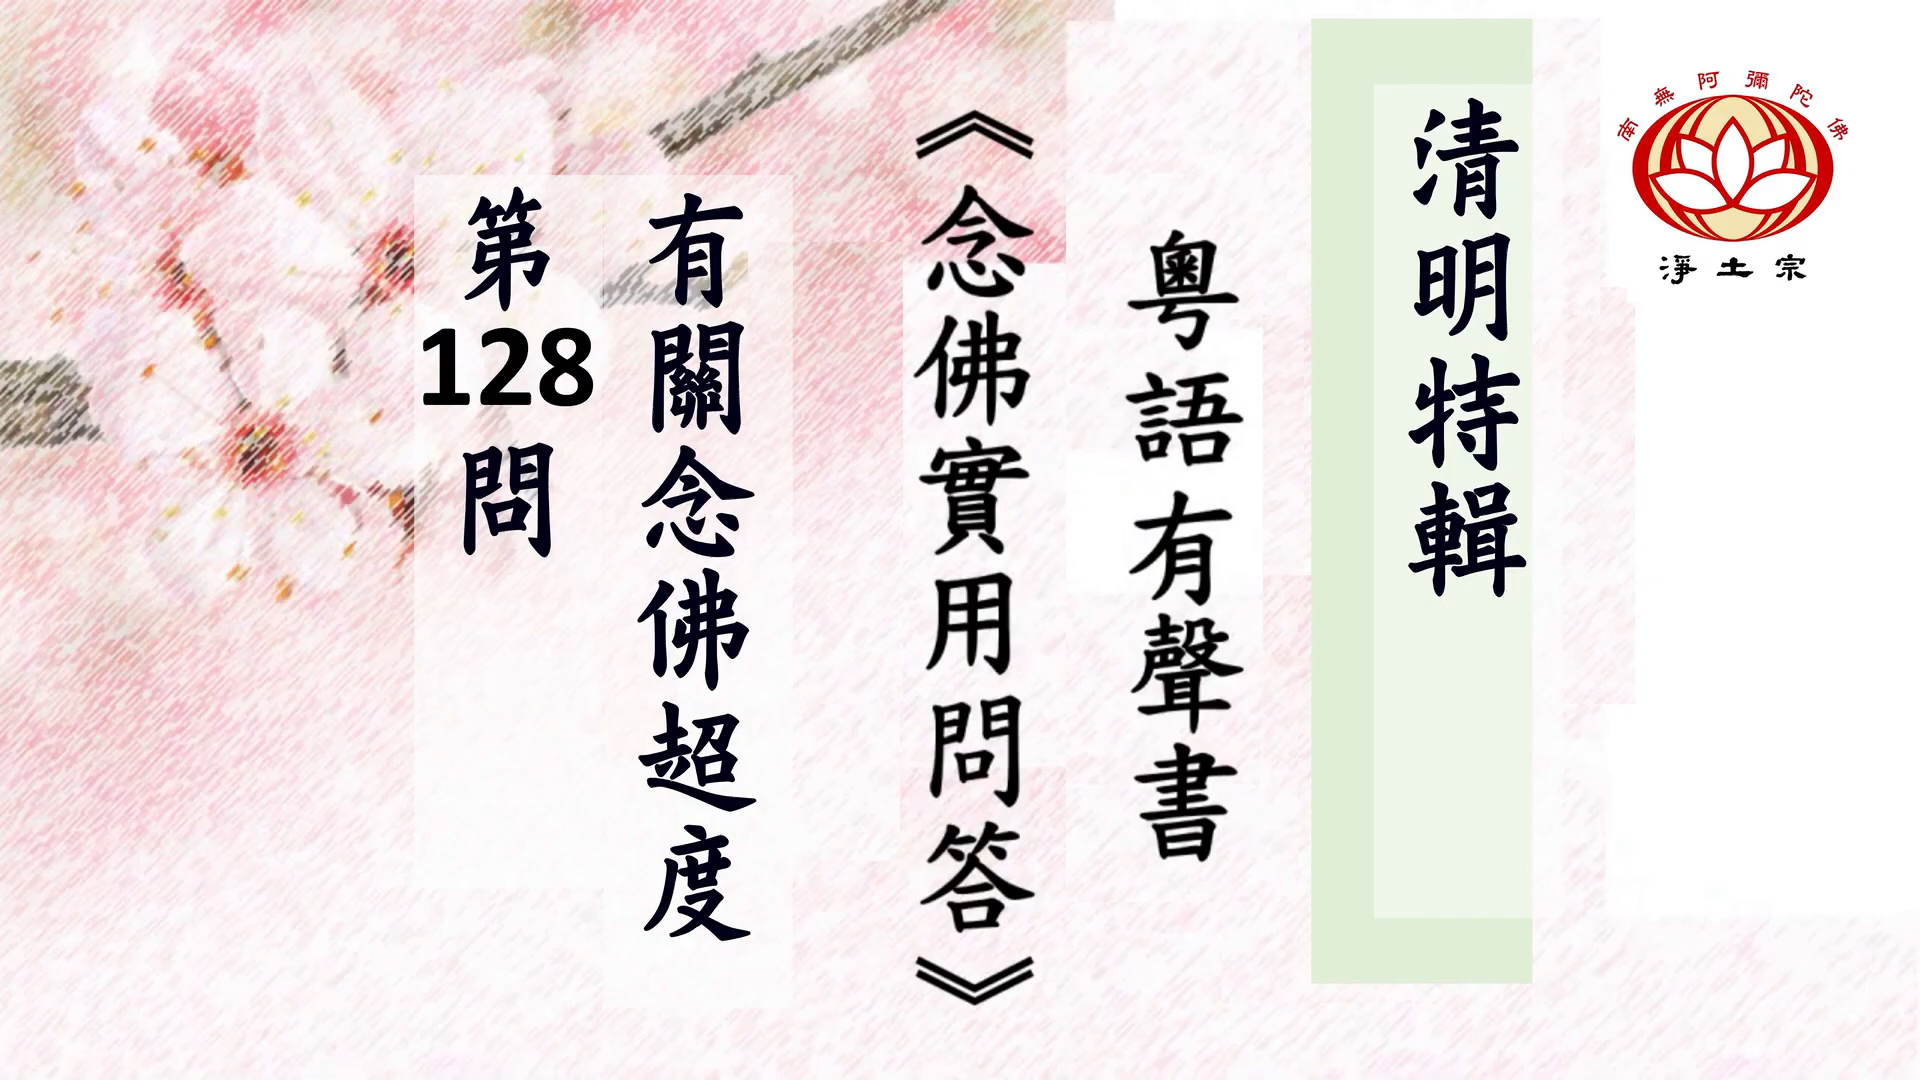 南無阿彌陀佛
淨土宗
清明特輯
粵語有聲書
《念佛實用問答》
有關念佛超度
第128問